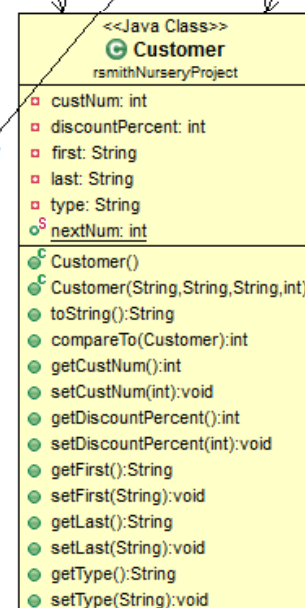 <<Java Class>>
Customer
rsmithNurseryProject
custNum: int
discountPercent: int
first: String
last: String
type: String
nextNum: int
Customer()
Customer(String,String,String,int)
toString():String
compareTo(Customer):int
getCustNum():int
setCustNum(int):void
getDiscountPercent():int
setDiscountPercent(int):void
getFirst():String
setFirst(String):void
getLast():String
setLast(String):void
getType():String
setType(String):void